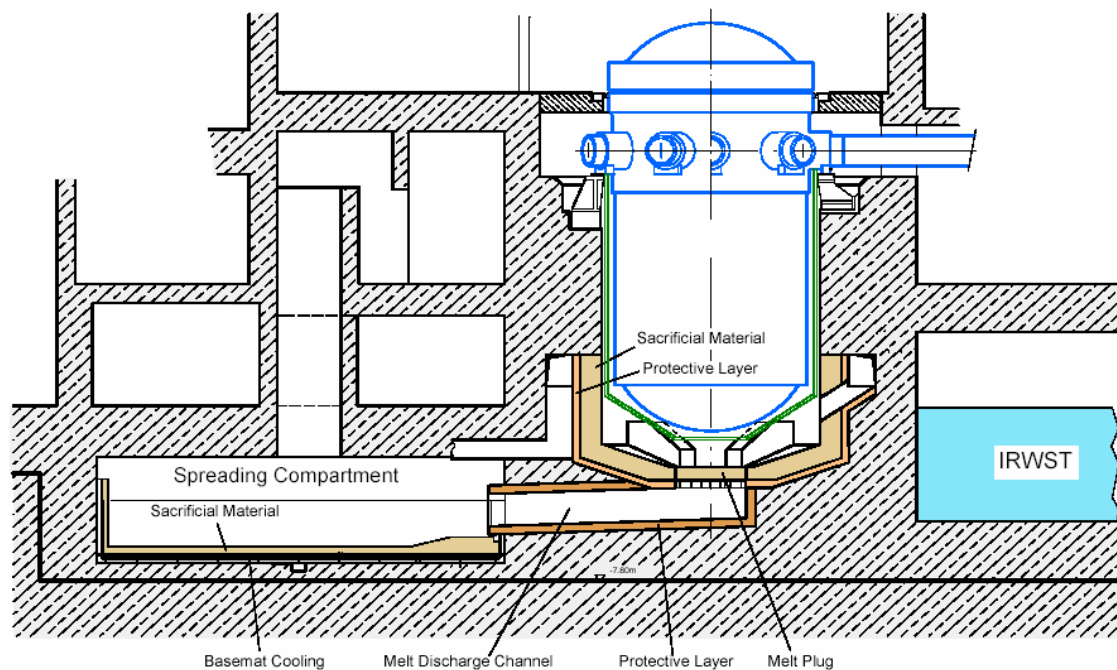 Sacrificial Material
Protective Layer
Spreading Compartment
IRWST
Sacrificial Material
-7.80m
Basemat Cooling
Melt Discharge Channel
Protective Layer
Melt Plug